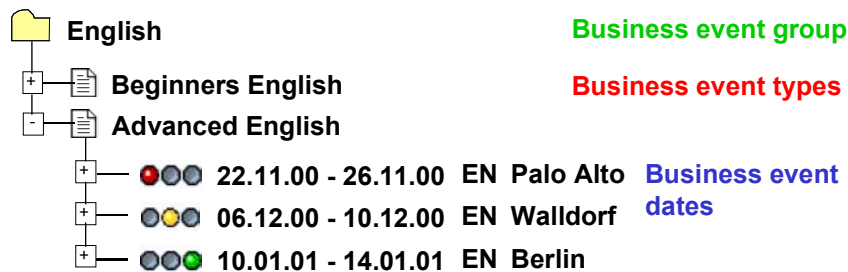 English Business event group
Beginners English Business event types
Advanced English
22.11.00 - 26.11.00 EN Palo Alto Business event
06.12.00 - 10.12.00 EN Walldorf dates
10.01.01 - 14.01.01 EN Berlin